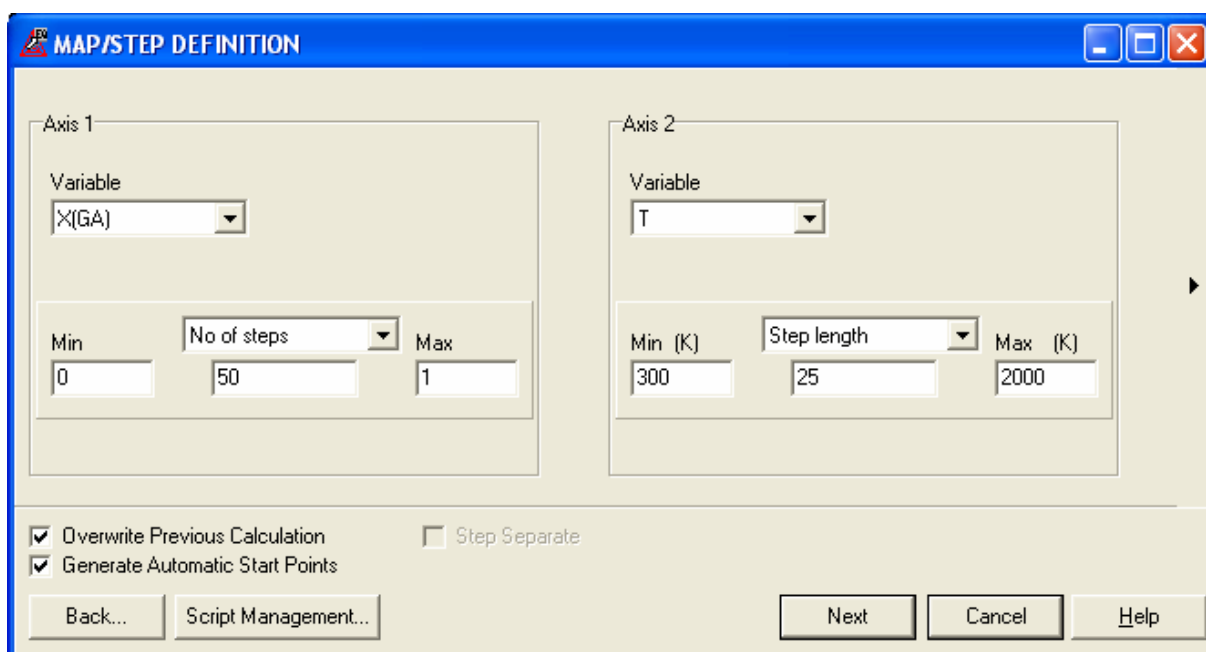 MAP/STEP DEFINITION
Axis 1
Variable
X(GA)
Min
No of steps
Max
0
50
1
Axis 2
Variable
T
Min (K)
Step length
Max (K)
300
25
2000
Overwrite Previous Calculation
Step Separate
Generate Automatic Start Points
Back...
Script Management...
Next
Cancel
Help